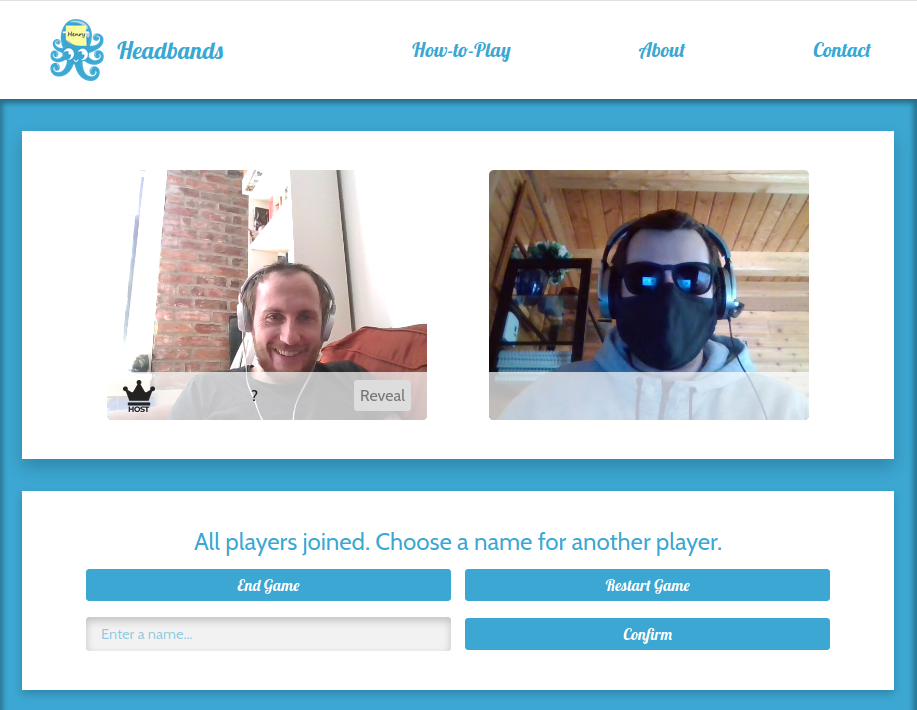 Henry
Headbands
How-to-Play
About
Contact
HOST
?
Reveal
All players joined. Choose a name for another player.
End Game
Restart Game
Enter a name...
Confirm